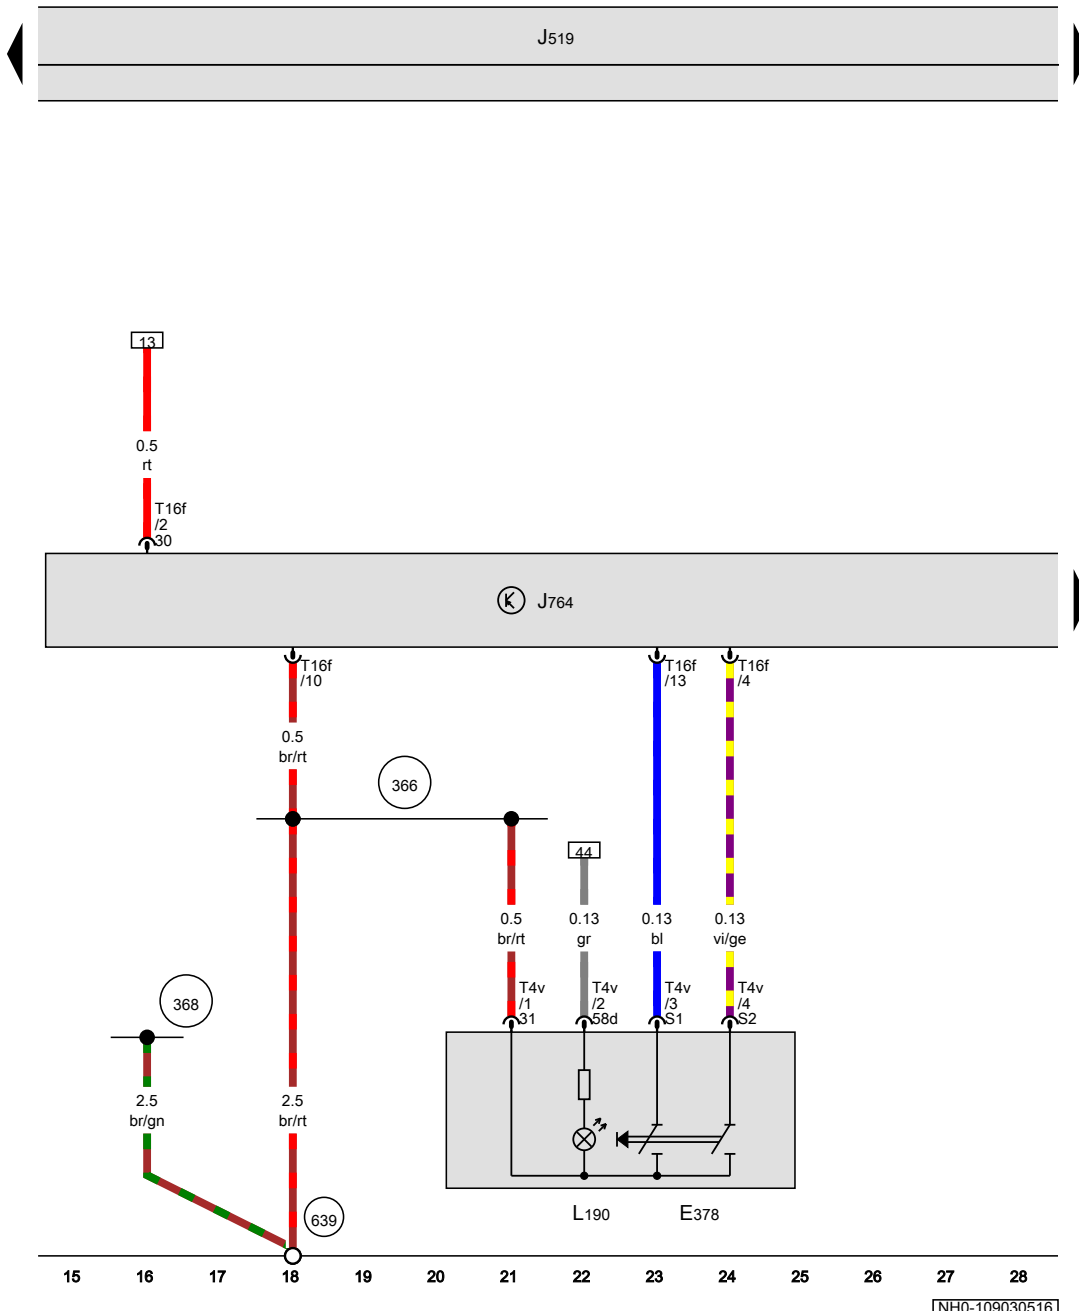 J519
13
0.5
rt
T16f
/2
30
J764
T16f
/10
T16f
/13
T16f
/4
0.5
br/rt
366
44
0.5
br/rt
0.13
gr
0.13
bl
0.13
vi/ge
T4v
/1
31
T4v
/2
58d
T4v
/3
S1
T4v
/4
S2
368
2.5
br/gn
2.5
br/rt
639
L190
E378
15 16 17 18 19 20 21 22 23 24 25 26 27 28
NH0-109030516